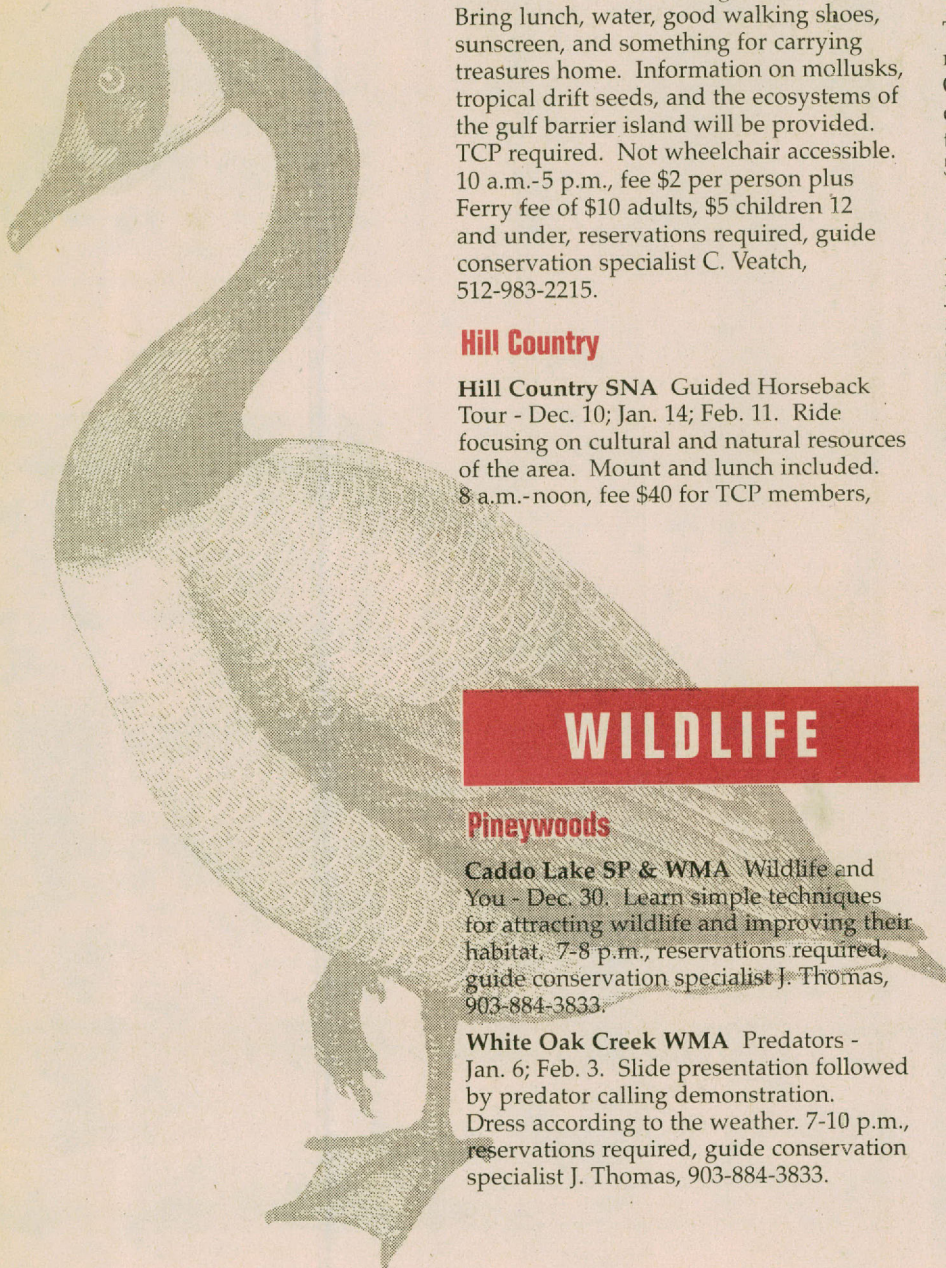 Bring lunch, water, good walking shoes,
sunscreen, and something for carrying
treasures home. Information on mollusks,
tropical drift seeds, and the ecosystems of
the gulf barrier island will be provided.
TCP required. Not wheelchair accessible.
10 a.m.-5 p.m., fee $2 per person plus
Ferry fee of $10 adults, $5 children 12
and under, reservations required, guide
conservation specialist C. Veatch,
512-983-2215.
Hill Country
Hill Country SNA Guided Horseback
Tour - Dec. 10; Jan. 14; Feb. 11. Ride
focusing on cultural and natural resources
of the area. Mount and lunch included.
8 a.m.-noon, fee $40 for TCP members,
WILDLIFE
Pineywoods
Caddo Lake SP & WMA Wildlife and
You - Dec. 30. Learn simple techniques
for attracting wildlife and improving their
habitat. 7-8 p.m., reservations required,
guide conservation specialist J. Thomas,
903-884-3833.
White Oak Creek WMA Predators -
Jan. 6; Feb. 3. Slide presentation followed
by predator calling demonstration.
Dress according to the weather. 7-10 p.m.,
reservations required, guide conservation
specialist J. Thomas, 903-884-3833.